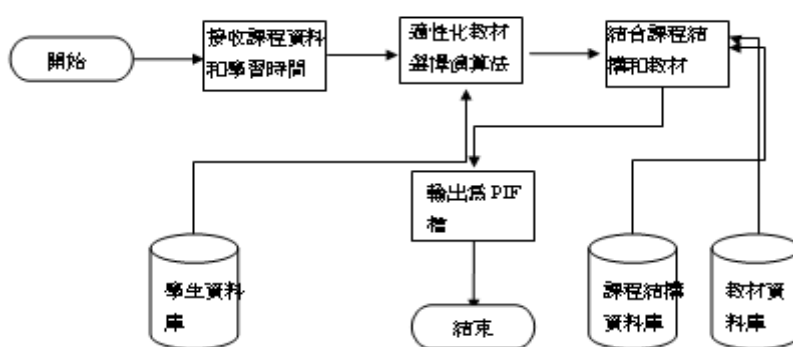 開始
接收課程資料
和學習時間
適性化教材
選擇演算法
結合課程結
構和教材
輸出為 PIF
檔
學生資料
庫
課程結構
資料庫
教材資
料庫
結束